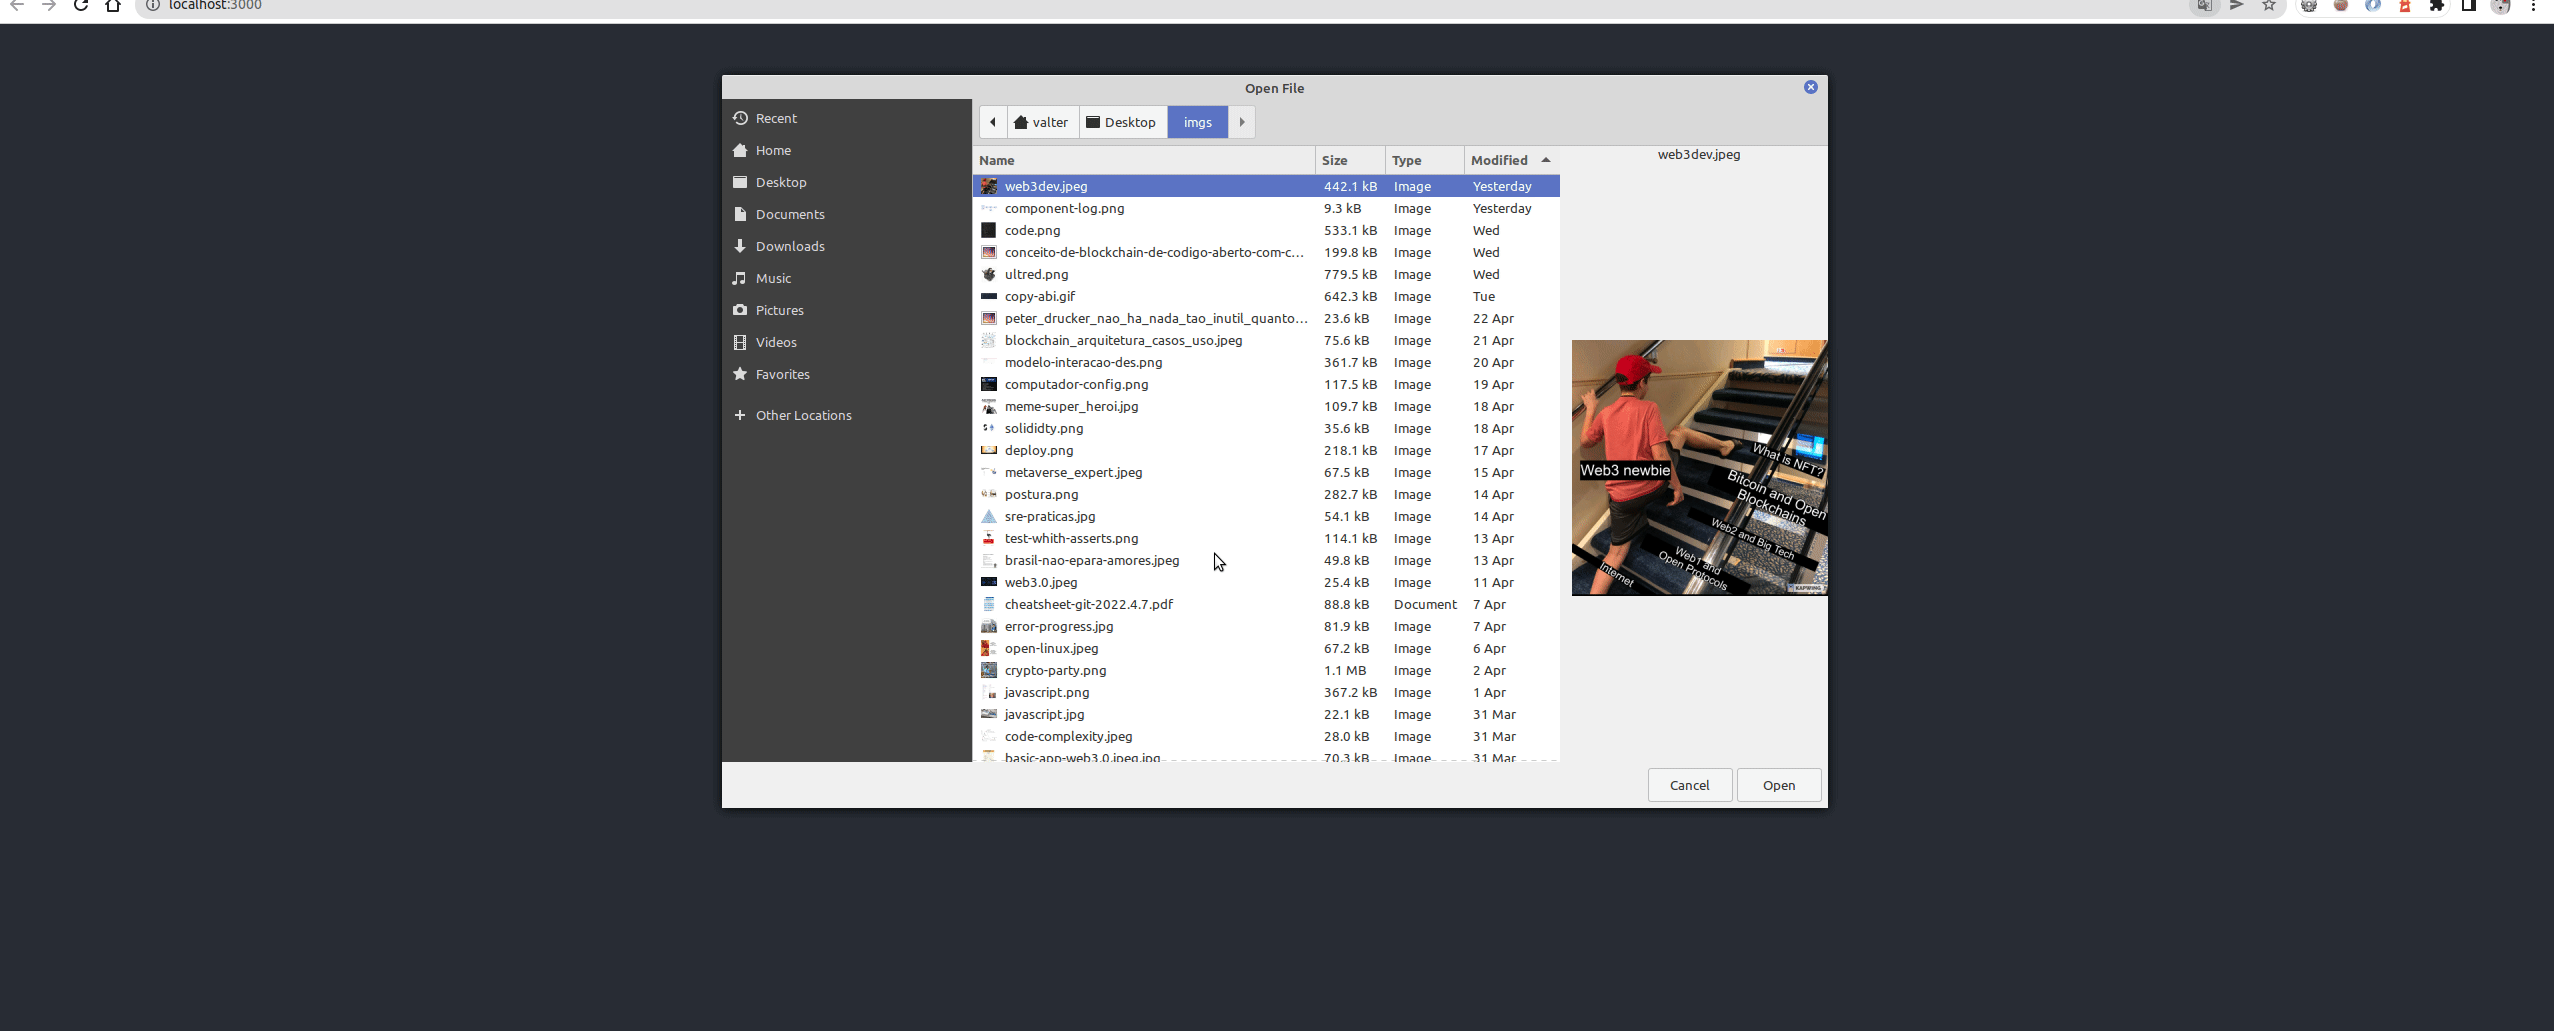 localhost:3000
Open File
Recent
Home
Desktop
Documents
Downloads
Music
Pictures
Videos
Favorites
Other Locations
valter Desktop imgs
Name Size Type Modified
web3dev.jpeg 442.1 kB Image Yesterday
component-log.png 9.3 kB Image Yesterday
code.png 533.1 kB Image Wed
conceito-de-blockchain-de-codigo-aberto-com-c... 199.8 kB Image Wed
ultred.png 779.5 kB Image Wed
copy-abi.gif 642.3 kB Image Tue
peter_drucker_nao_ha_nada_tao_inutil_quanto... 23.6 kB Image 22 Apr
blockchain_arquitetura_casos_uso.jpeg 75.6 kB Image 21 Apr
modelo-interacao-des.png 361.7 kB Image 20 Apr
computador-config.png 117.5 kB Image 19 Apr
meme-super_heroi.jpg 109.7 kB Image 18 Apr
solididty.png 35.6 kB Image 18 Apr
deploy.png 218.1 kB Image 17 Apr
metaverse_expert.jpeg 67.5 kB Image 15 Apr
postura.png 282.7 kB Image 14 Apr
sre-praticas.jpg 54.1 kB Image 14 Apr
test-whith-asserts.png 114.1 kB Image 13 Apr
brasil-nao-epara-amores.jpeg 49.8 kB Image 13 Apr
web3.0.jpeg 25.4 kB Image 11 Apr
cheatsheet-git-2022.4.7.pdf 88.8 kB Document 7 Apr
error-progress.jpg 81.9 kB Image 7 Apr
open-linux.jpeg 67.2 kB Image 6 Apr
crypto-party.png 1.1 MB Image 2 Apr
javascript.png 367.2 kB Image 1 Apr
javascript.jpg 22.1 kB Image 31 Mar
code-complexity.jpeg 28.0 kB Image 31 Mar
basic-app-web3.0.jpeg.jpg 70.3 kB Image 31 Mar
web3dev.jpeg
What is NFT?
Web3 newbie
Bitcoin and Open
Blockchains
Web2 and Big Tech
Web1 and
Open Protocols
Internet
KAPWING
Cancel Open